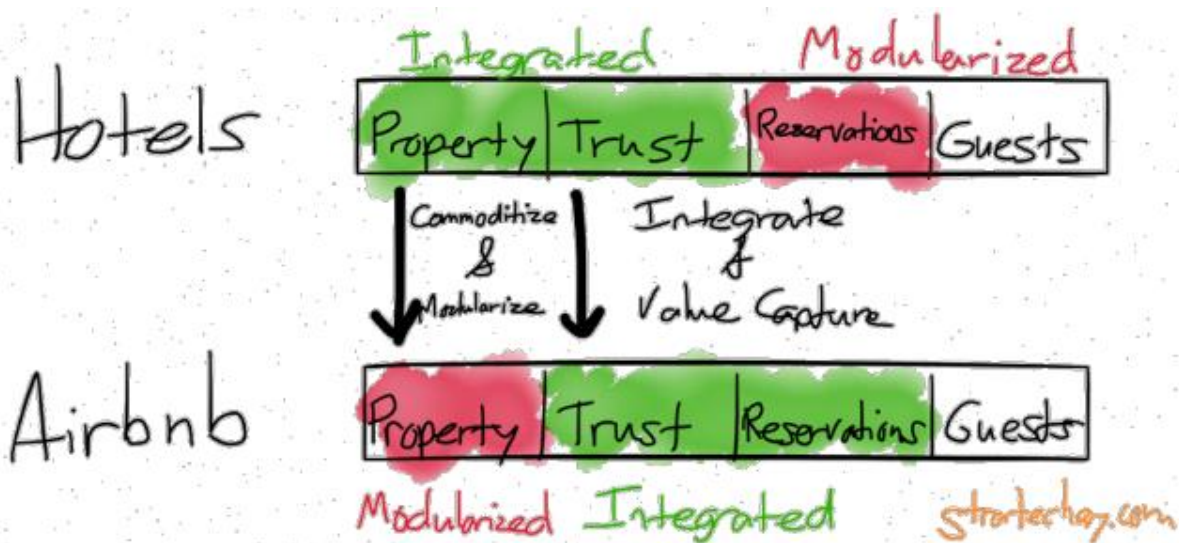 Integrated Modularized
Hotels Property Trust Reservations Guests
Commoditize
&
Modularize
Integrate
&
Value Capture
Airbnb Property Trust Reservations Guests
Modularized Integrated stratechery.com